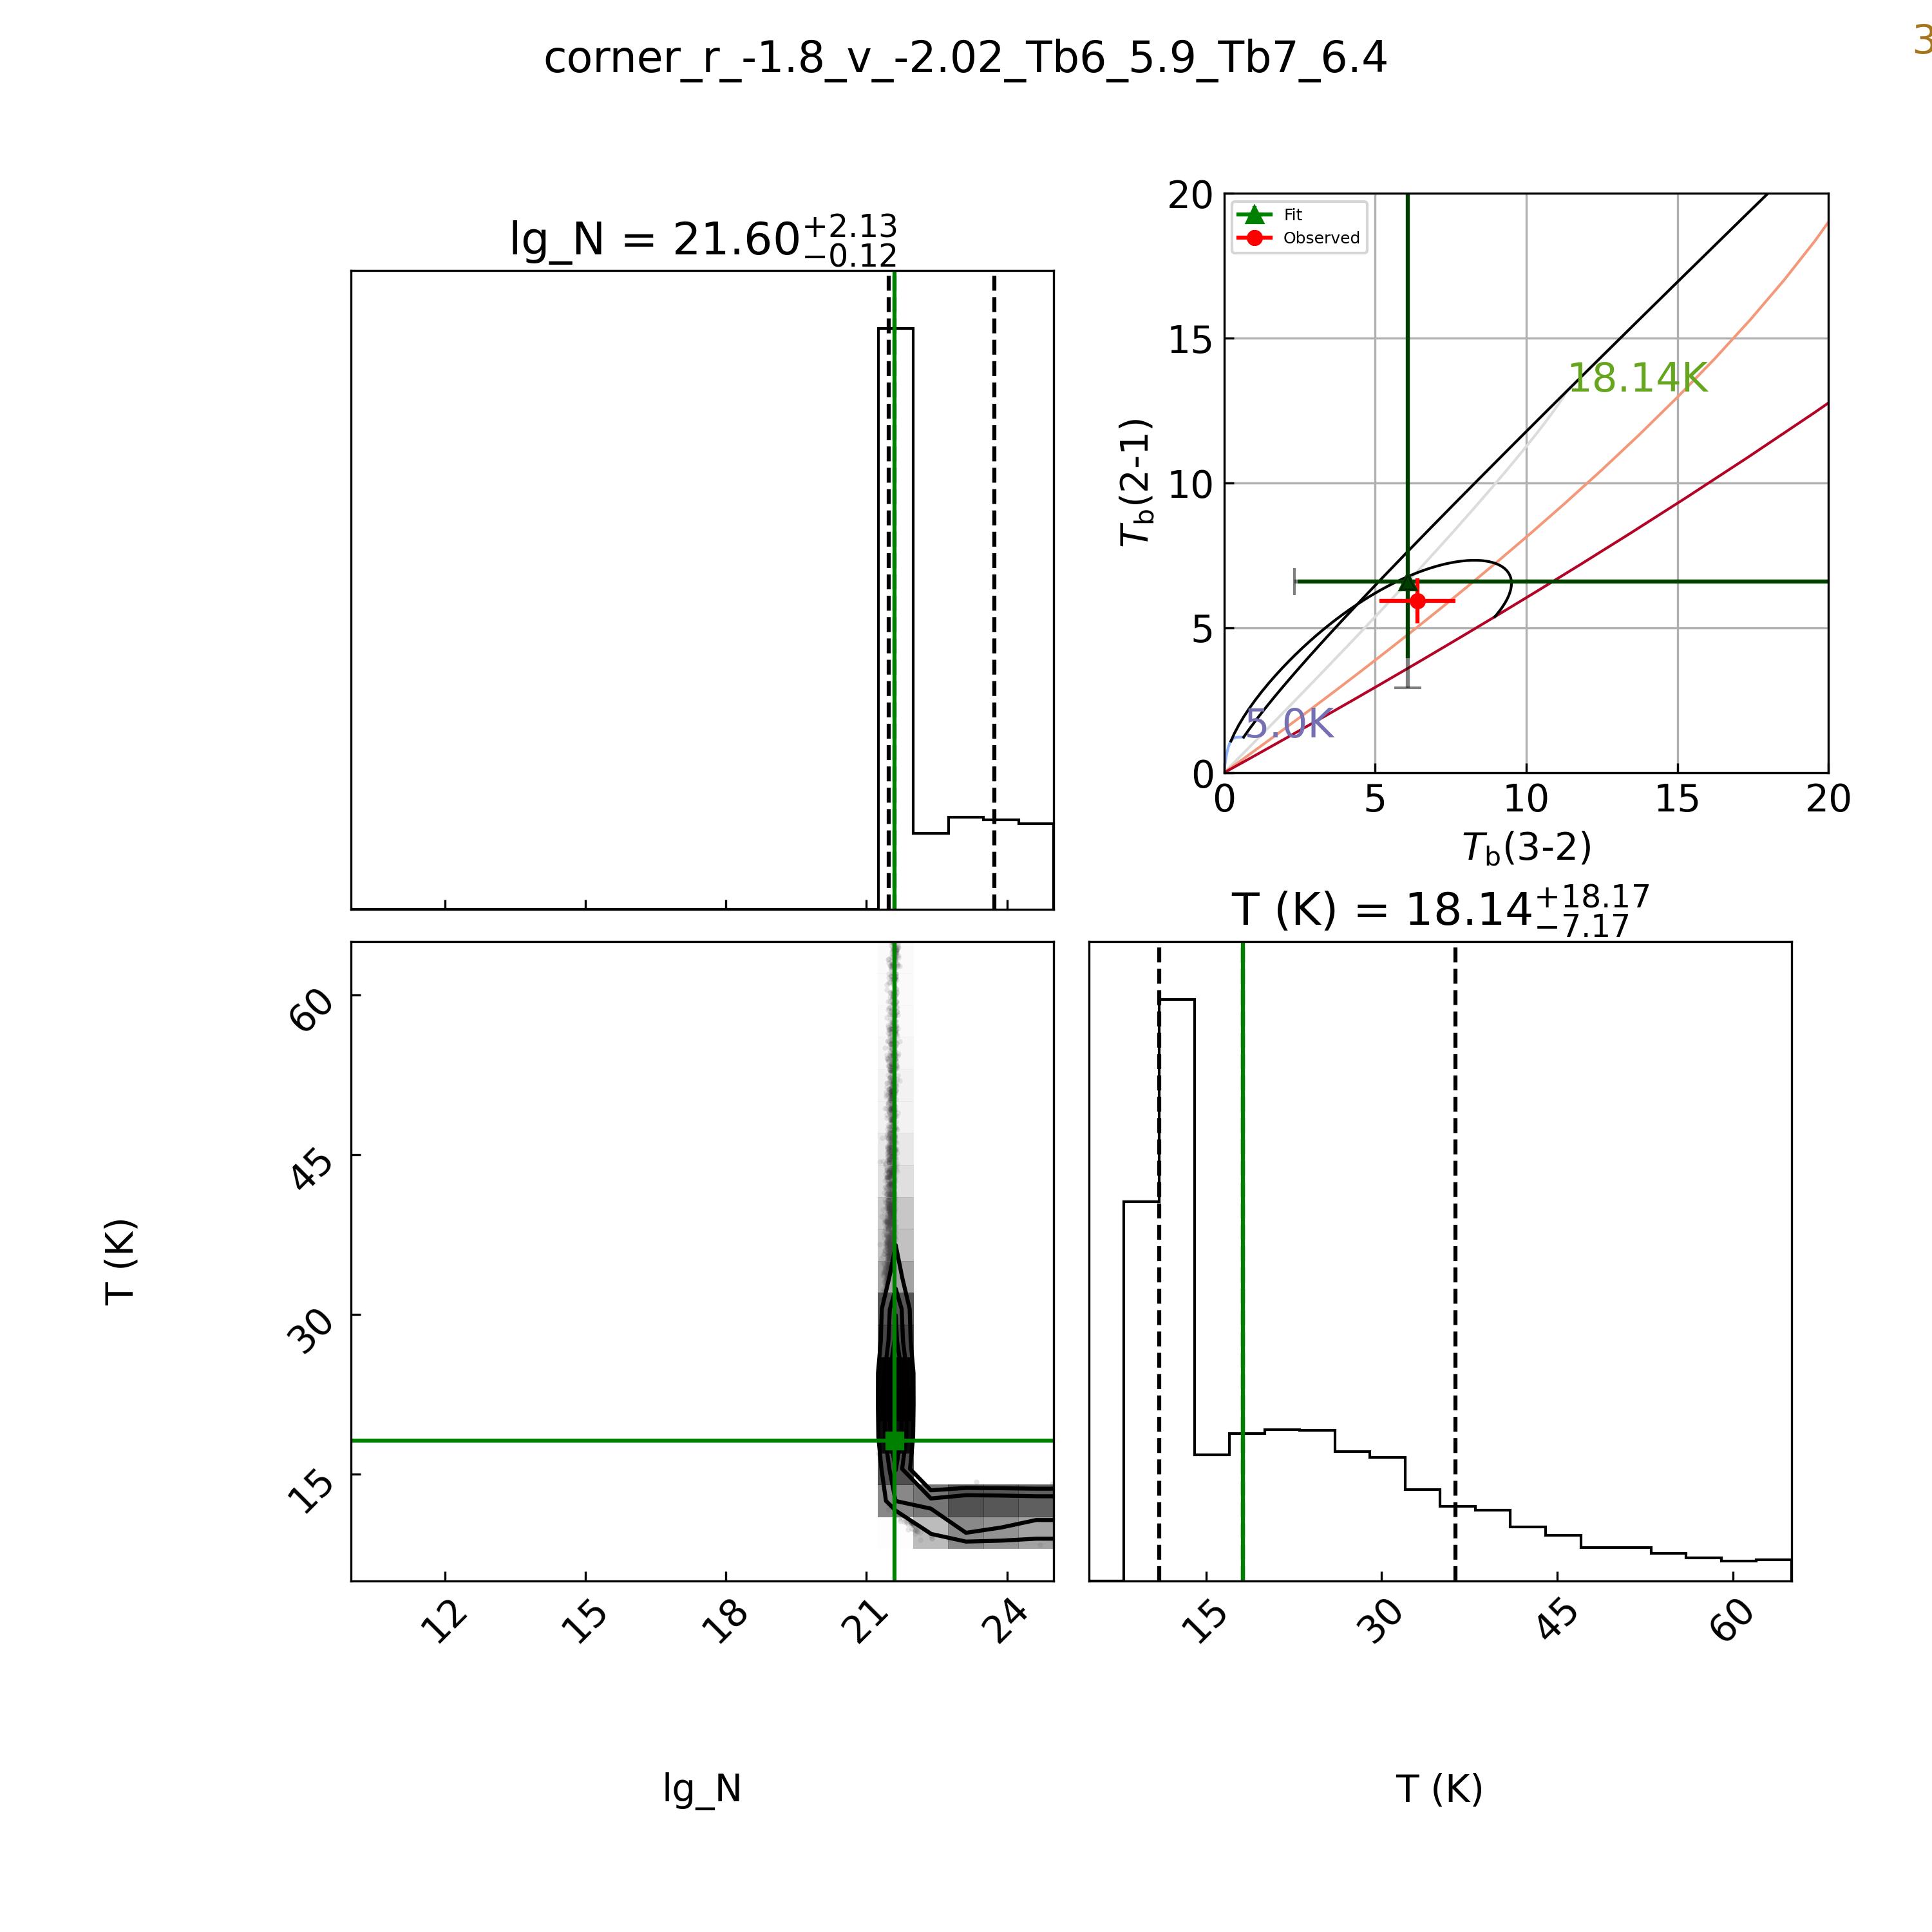 corner_r_-1.8_v_-2.02_Tb6_5.9_Tb7_6.4
3
lg_N = 21.60+2.13−0.12
20
15
10
5
0
Tb(2-1)
Fit
Observed
18.14K
5.0K
0 5 10 15 20
Tb(3-2)
T (K) = 18.14+18.17−7.17
60
45
30
15
T (K)
12 15 18 21 24
lg_N
15 30 45 60
T (K)